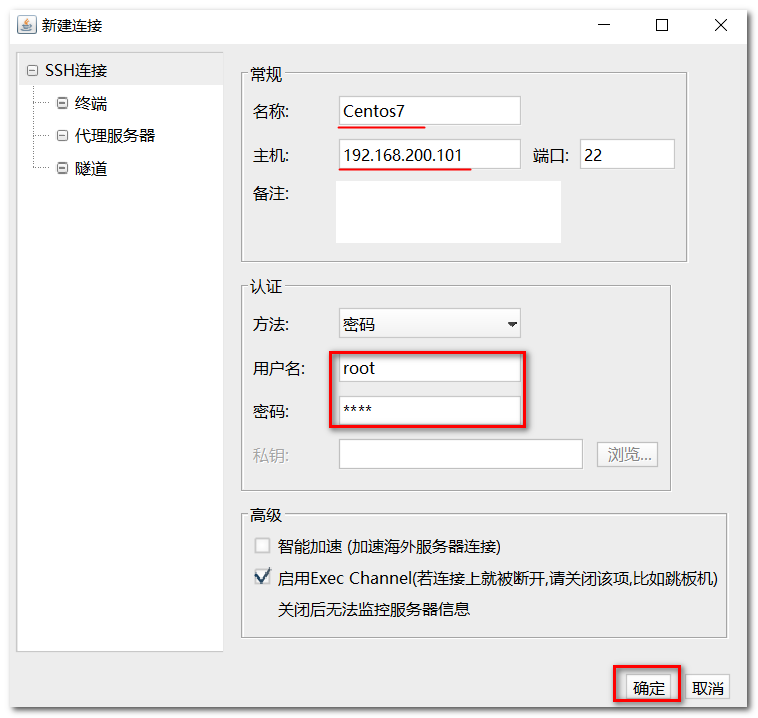 新建连接
SSH连接
终端
代理服务器
隧道
常规
名称: Centos7
主机: 192.168.200.101 端口: 22
备注:
认证
方法: 密码
用户名: root
密码: ****
私钥: 浏览...
高级
智能加速 (加速海外服务器连接)
启用Exec Channel(若连接上就被断开,请关闭该项,比如跳板机)
关闭后无法监控服务器信息
确定 取消